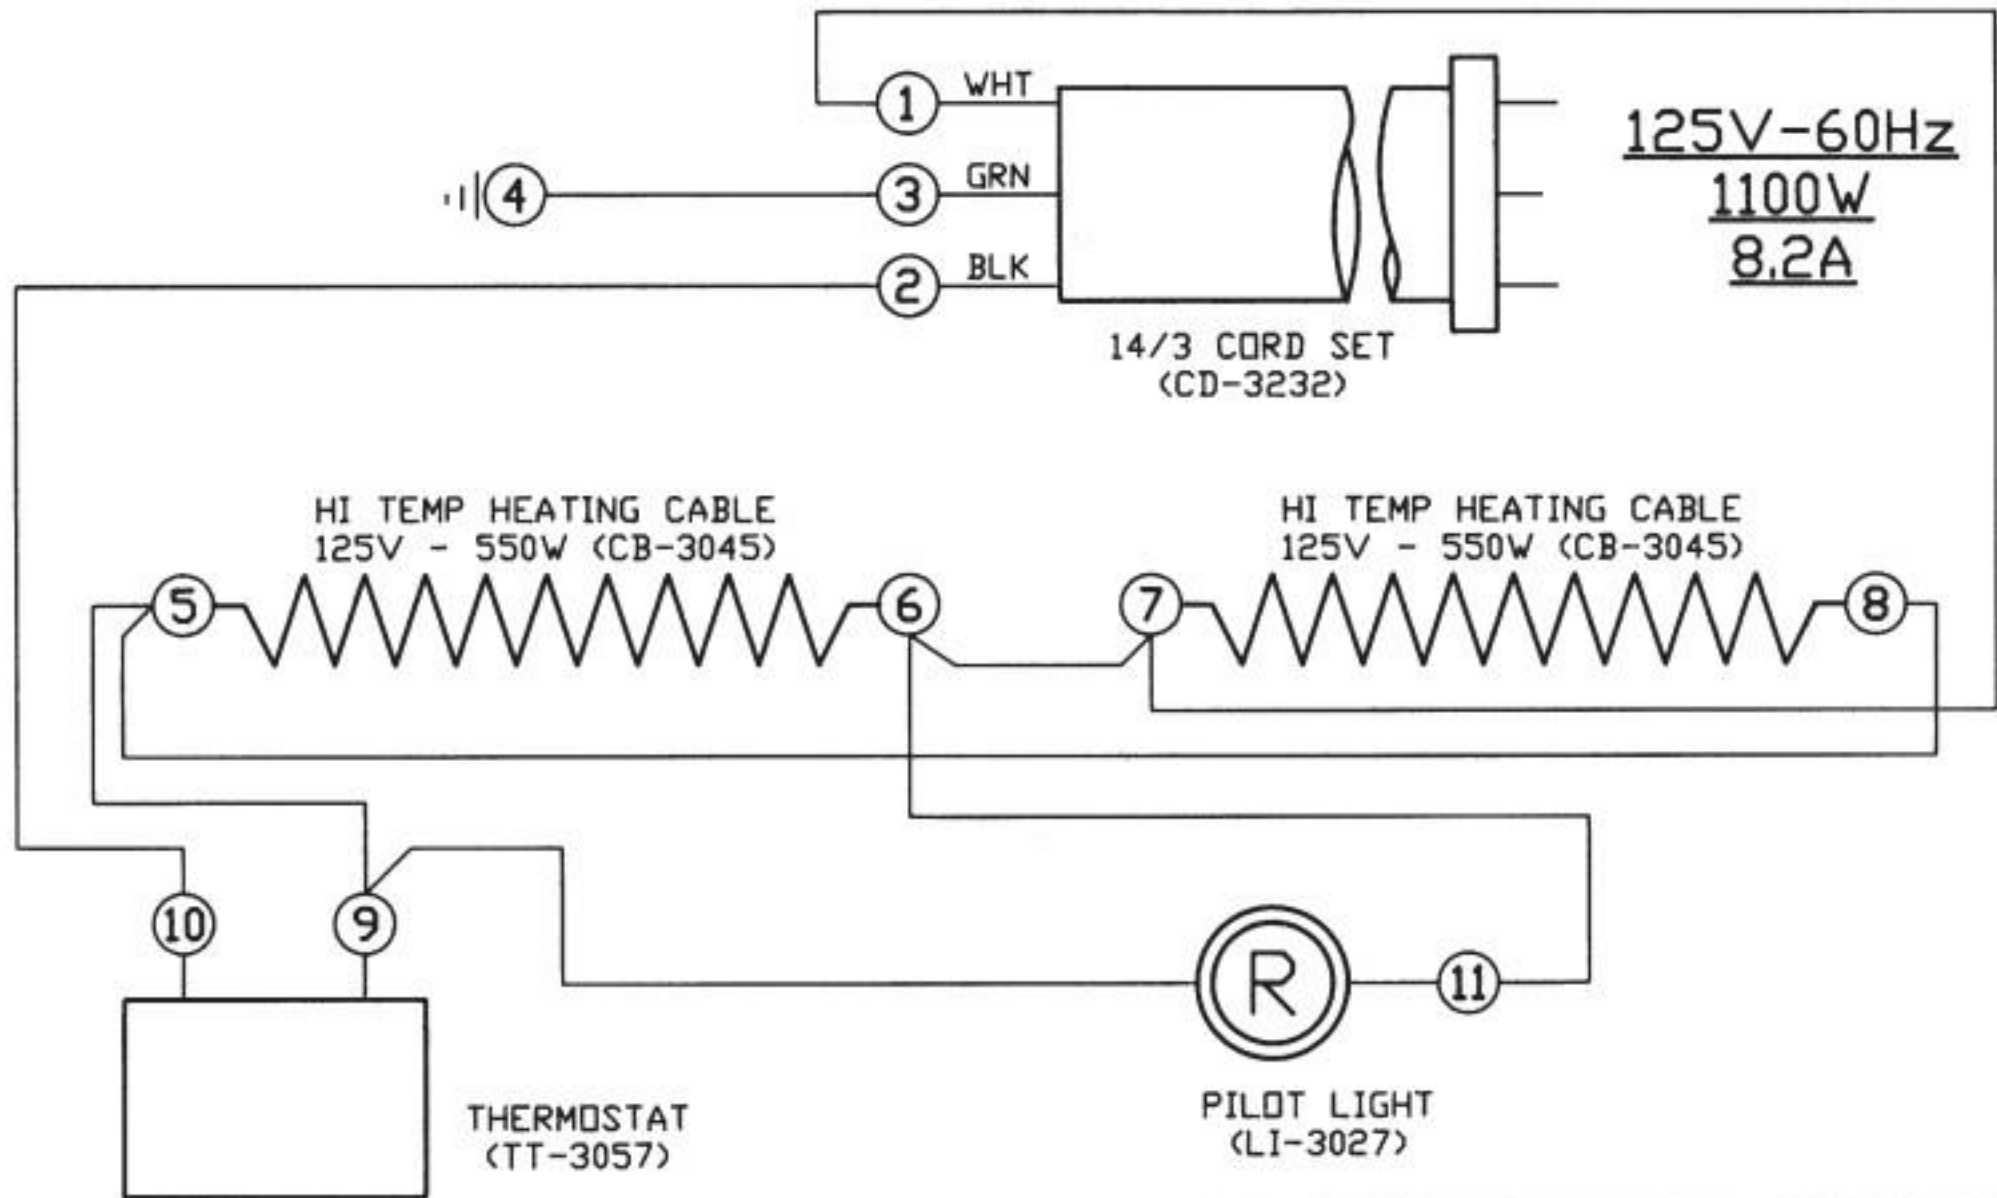 1 WHT
125V-60Hz
4 3 GRN
1100W
2 BLK
8.2A
14/3 CORD SET
(CD-3232)
HI TEMP HEATING CABLE
125V - 550W (CB-3045)
HI TEMP HEATING CABLE
125V - 550W (CB-3045)
5 6 7 8
10 9
R 11
THERMOSTAT
(TT-3057)
PILOT LIGHT
(LI-3027)